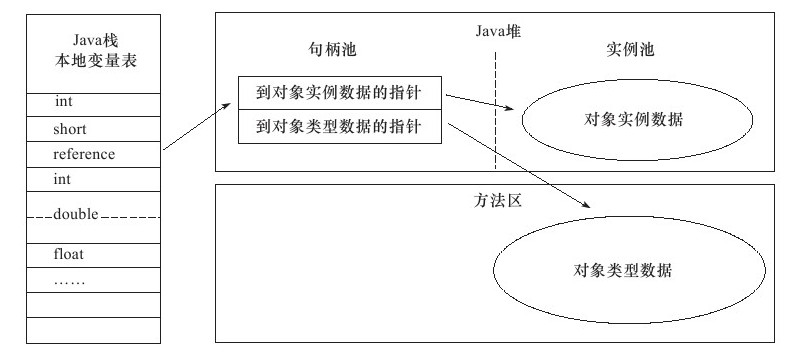 Java栈
本地变量表
int
short
reference
int
double
float
……
Java堆
句柄池
实例池
到对象实例数据的指针
到对象类型数据的指针
对象实例数据
方法区
对象类型数据